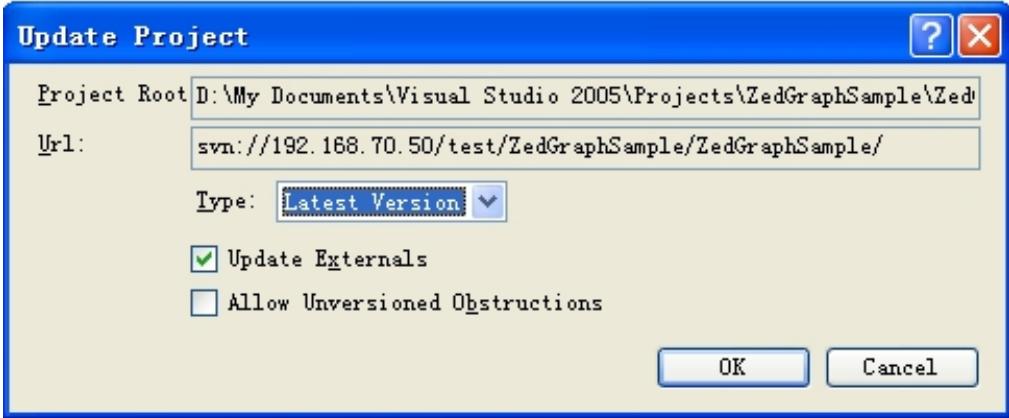 Update Project
Project Root D:\My Documents\Visual Studio 2005\Projects\ZedGraphSample\Zed
Url: svn://192.168.70.50/test/ZedGraphSample/ZedGraphSample/
Type: Latest Version
Update Externals
Allow Unversioned Obstructions
OK Cancel